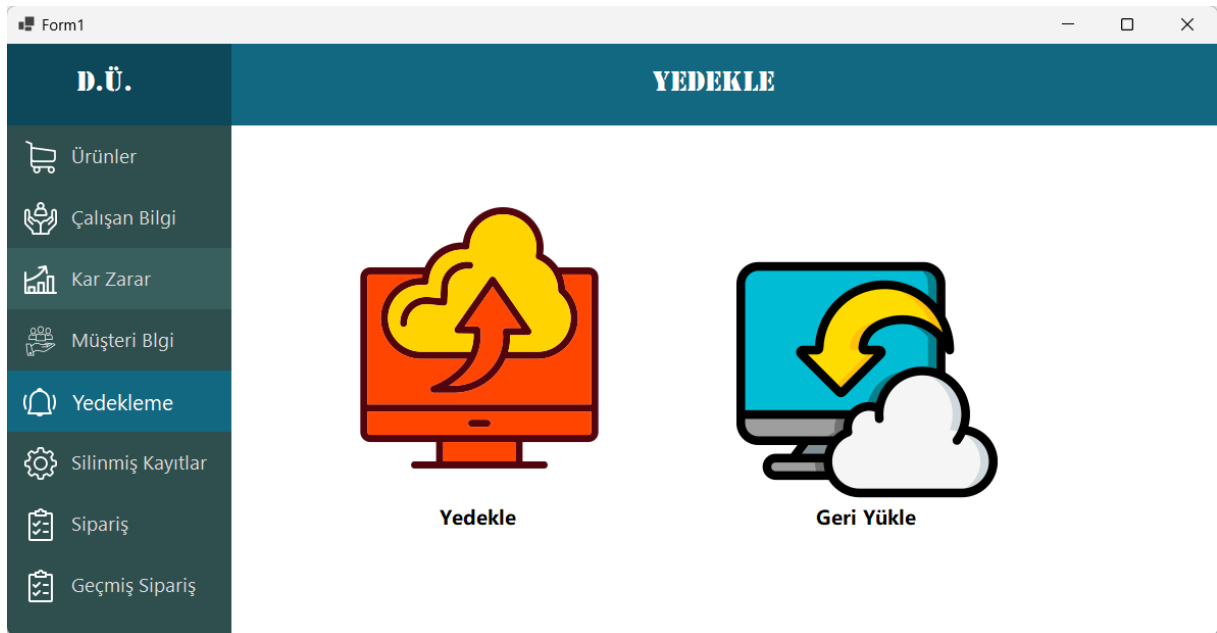 Form1
D.Ü.
YEDEKLE
Ürünler
Çalışan Bilgi
Kar Zarar
Müşteri Blgi
Yedekleme
Silinmiş Kayıtlar
Sipariş
Geçmiş Sipariş
Yedekle
Geri Yükle